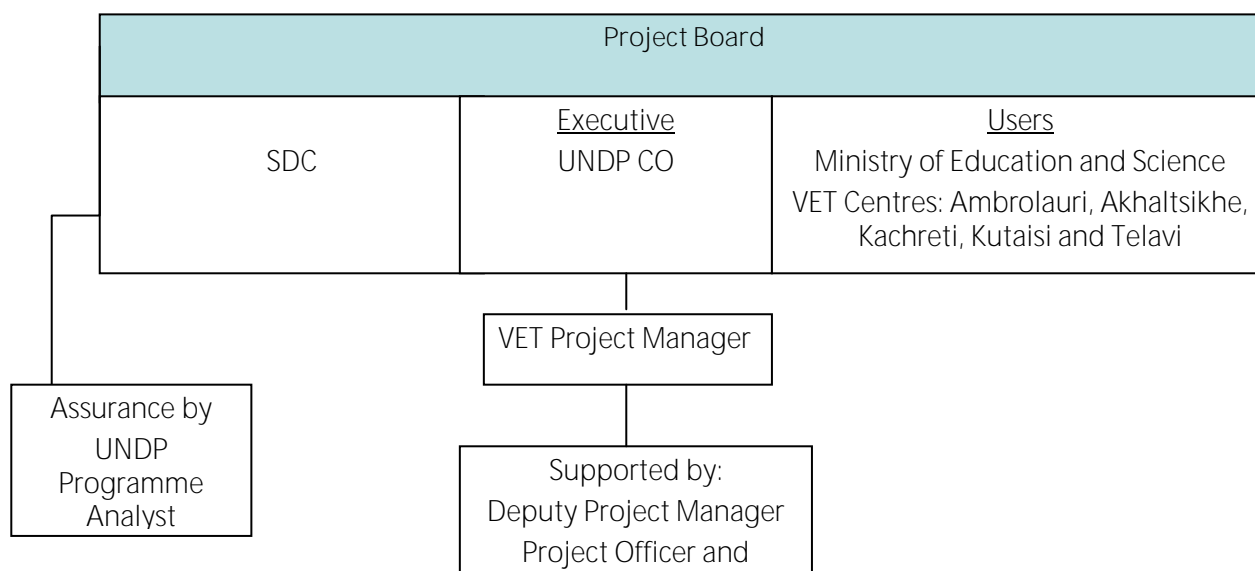 Project Board
SDC
Executive
UNDP CO
Users
Ministry of Education and Science
VET Centres: Ambrolauri, Akhaltsikhe,
Kachreti, Kutaisi and Telavi
VET Project Manager
Assurance by
UNDP
Programme
Analyst
Supported by:
Deputy Project Manager
Project Officer and